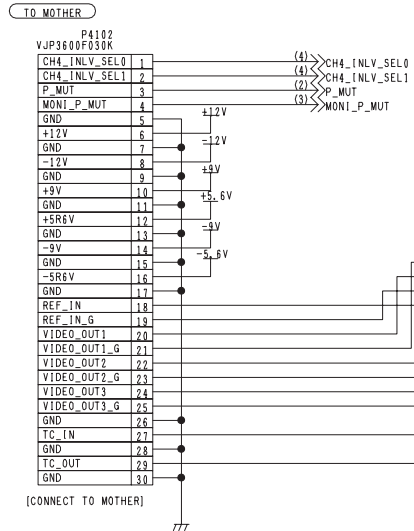 TO MOTHER
P4102
VJP3600F030K
CH4_INLV_SEL0 1 (4) CH4_INLV_SEL0
CH4_INLV_SEL1 2 (4) CH4_INLV_SEL1
P_MUT 3 (2) P_MUT
MONI_P_MUT 4 (3) MONI_P_MUT
GND 5 +12V
+12V 6
GND 7 -12V
-12V 8
GND 9 +9V
+9V 10
GND 11 +5.6V
+5R6V 12
GND 13 -9V
-9V 14
GND 15 -5.6V
-5R6V 16
GND 17
REF_IN 18
REF_IN_G 19
VIDEO_OUT1 20
VIDEO_OUT1_G 21
VIDEO_OUT2 22
VIDEO_OUT2_G 23
VIDEO_OUT3 24
VIDEO_OUT3_G 25
GND 26
TC_IN 27
GND 28
TC_OUT 29
GND 30
[CONNECT TO MOTHER]